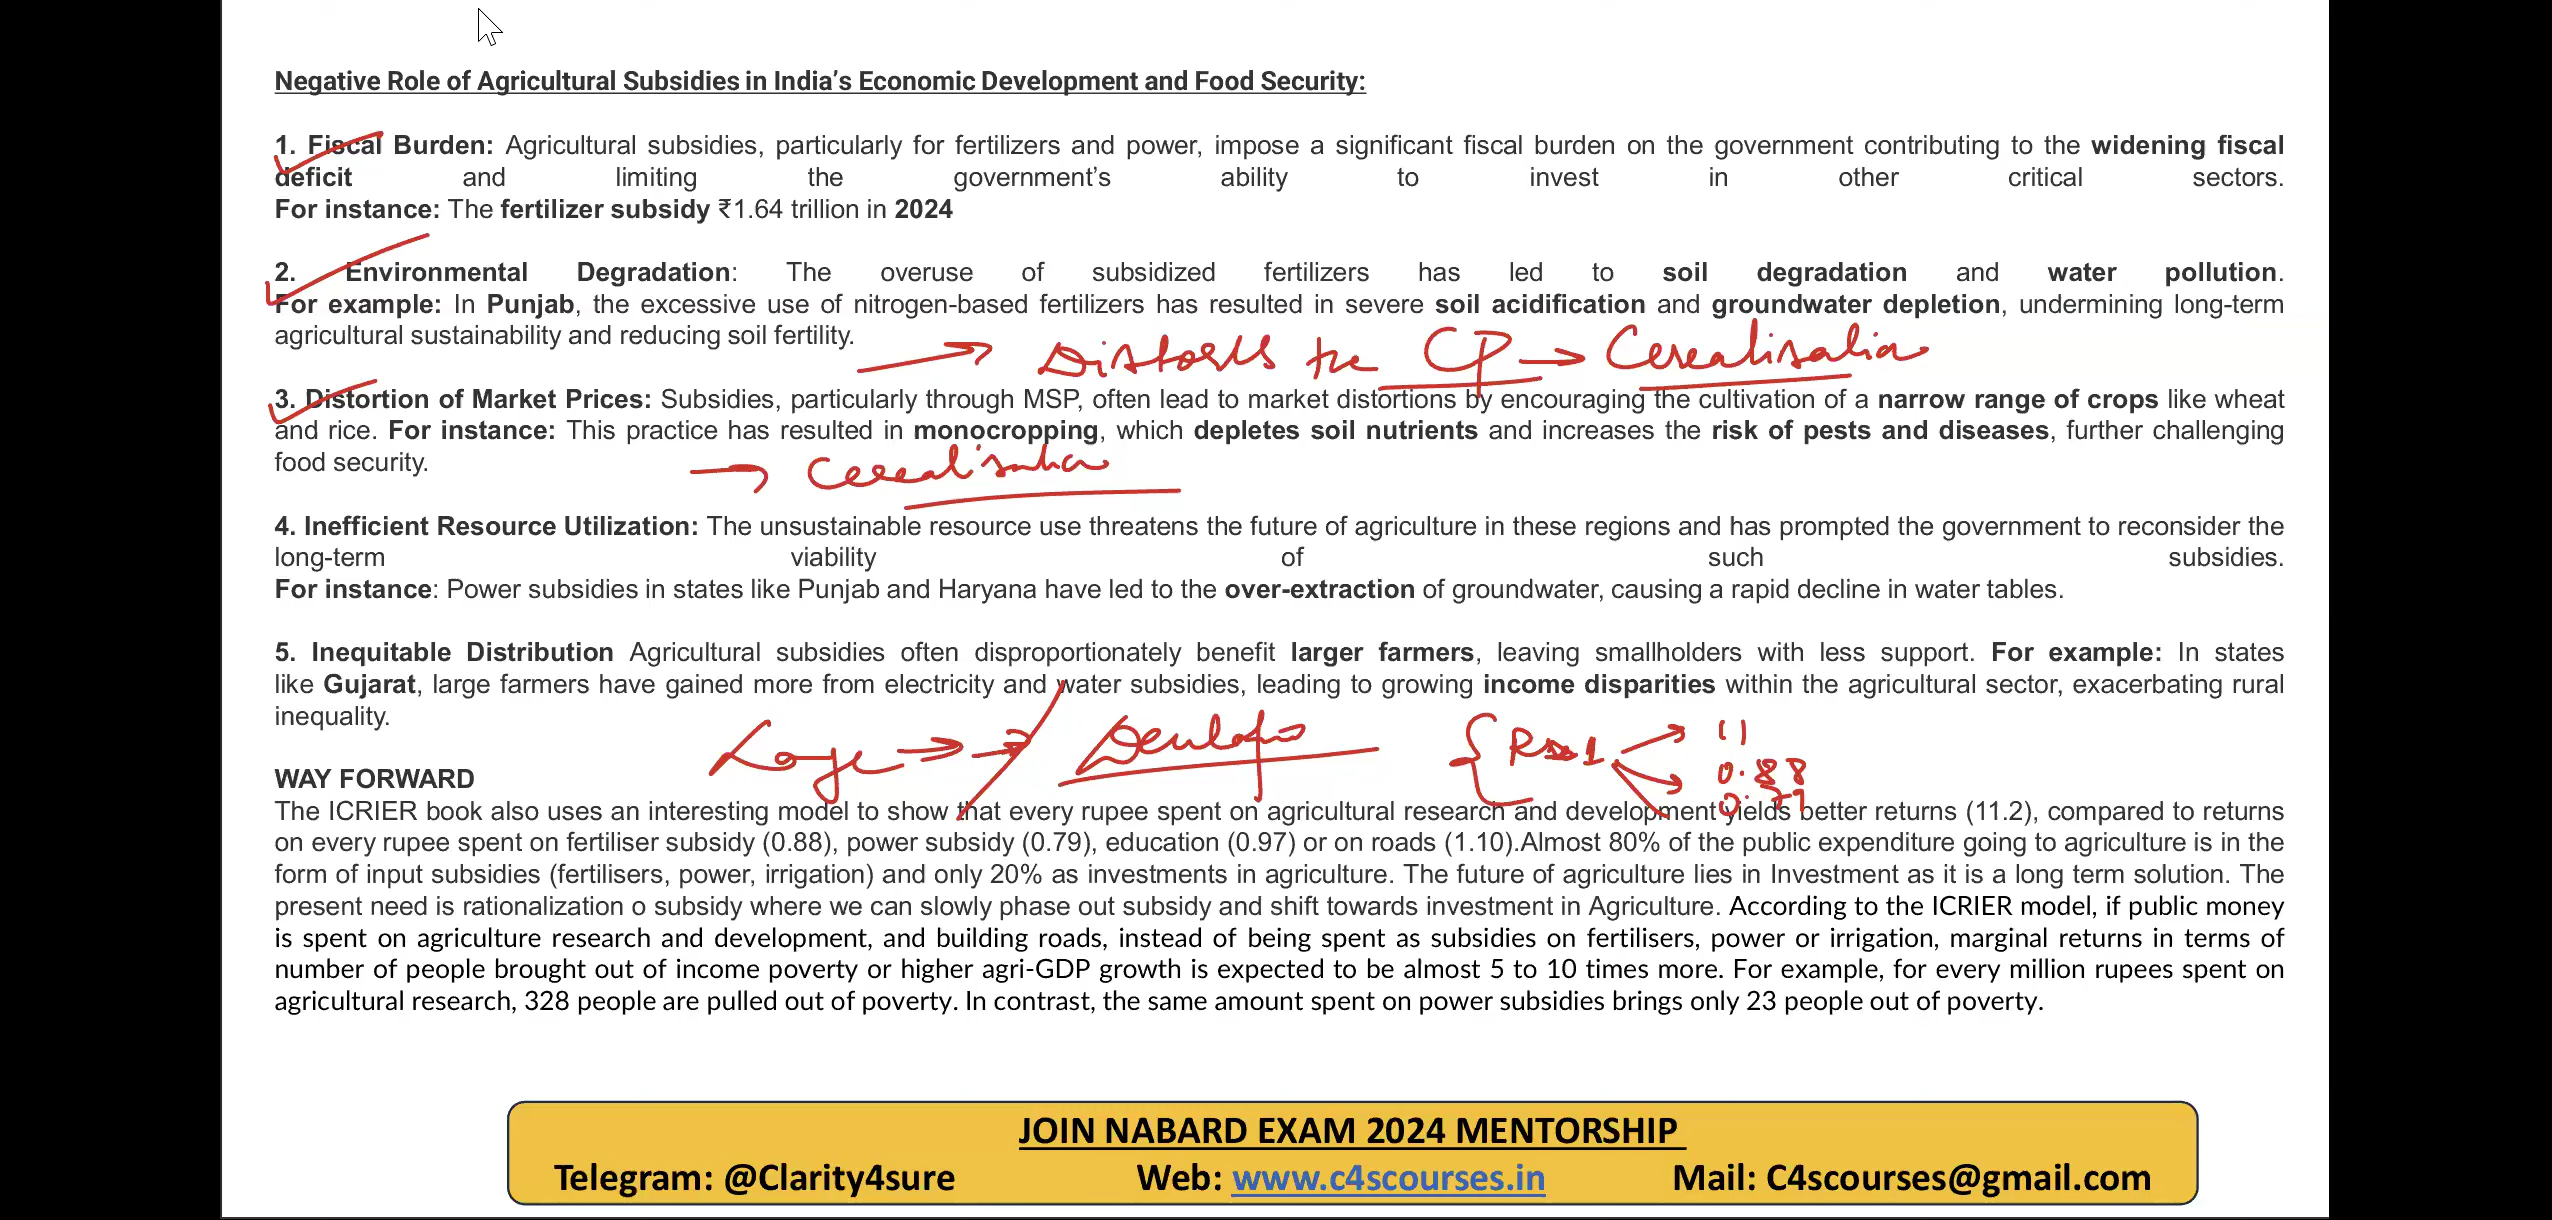 Negative Role of Agricultural Subsidies in India's Economic Development and Food Security:
1. Fiscal Burden: Agricultural subsidies, particularly for fertilizers and power, impose a significant fiscal burden on the government contributing to the widening fiscal
deficit and limiting the government's ability to invest in other critical sectors.
For instance: The fertilizer subsidy ₹1.64 trillion in 2024
2. Environmental Degradation: The overuse of subsidized fertilizers has led to soil degradation and water pollution.
For example: In Punjab, the excessive use of nitrogen-based fertilizers has resulted in severe soil acidification and groundwater depletion, undermining long-term
agricultural sustainability and reducing soil fertility.
→ Distorts the CP → Cerealisation
3. Distortion of Market Prices: Subsidies, particularly through MSP, often lead to market distortions by encouraging the cultivation of a narrow range of crops like wheat
and rice. For instance: This practice has resulted in monocropping, which depletes soil nutrients and increases the risk of pests and diseases, further challenging
food security.
→ Cerealisation
4. Inefficient Resource Utilization: The unsustainable resource use threatens the future of agriculture in these regions and has prompted the government to reconsider the
long-term viability of such subsidies.
For instance: Power subsidies in states like Punjab and Haryana have led to the over-extraction of groundwater, causing a rapid decline in water tables.
5. Inequitable Distribution Agricultural subsidies often disproportionately benefit larger farmers, leaving smallholders with less support. For example: In states
like Gujarat, large farmers have gained more from electricity and water subsidies, leading to growing income disparities within the agricultural sector, exacerbating rural
inequality.
Large → → { Rs 1 → 11
0.88
0.79
WAY FORWARD
The ICRIER book also uses an interesting model to show that every rupee spent on agricultural research and development yields better returns (11.2), compared to returns
on every rupee spent on fertiliser subsidy (0.88), power subsidy (0.79), education (0.97) or on roads (1.10).Almost 80% of the public expenditure going to agriculture is in the
form of input subsidies (fertilisers, power, irrigation) and only 20% as investments in agriculture. The future of agriculture lies in Investment as it is a long term solution. The
present need is rationalization o subsidy where we can slowly phase out subsidy and shift towards investment in Agriculture. According to the ICRIER model, if public money
is spent on agriculture research and development, and building roads, instead of being spent as subsidies on fertilisers, power or irrigation, marginal returns in terms of
number of people brought out of income poverty or higher agri-GDP growth is expected to be almost 5 to 10 times more. For example, for every million rupees spent on
agricultural research, 328 people are pulled out of poverty. In contrast, the same amount spent on power subsidies brings only 23 people out of poverty.
JOIN NABARD EXAM 2024 MENTORSHIP
Telegram: @Clarity4sure Web: www.c4scourses.in Mail: C4scourses@gmail.com